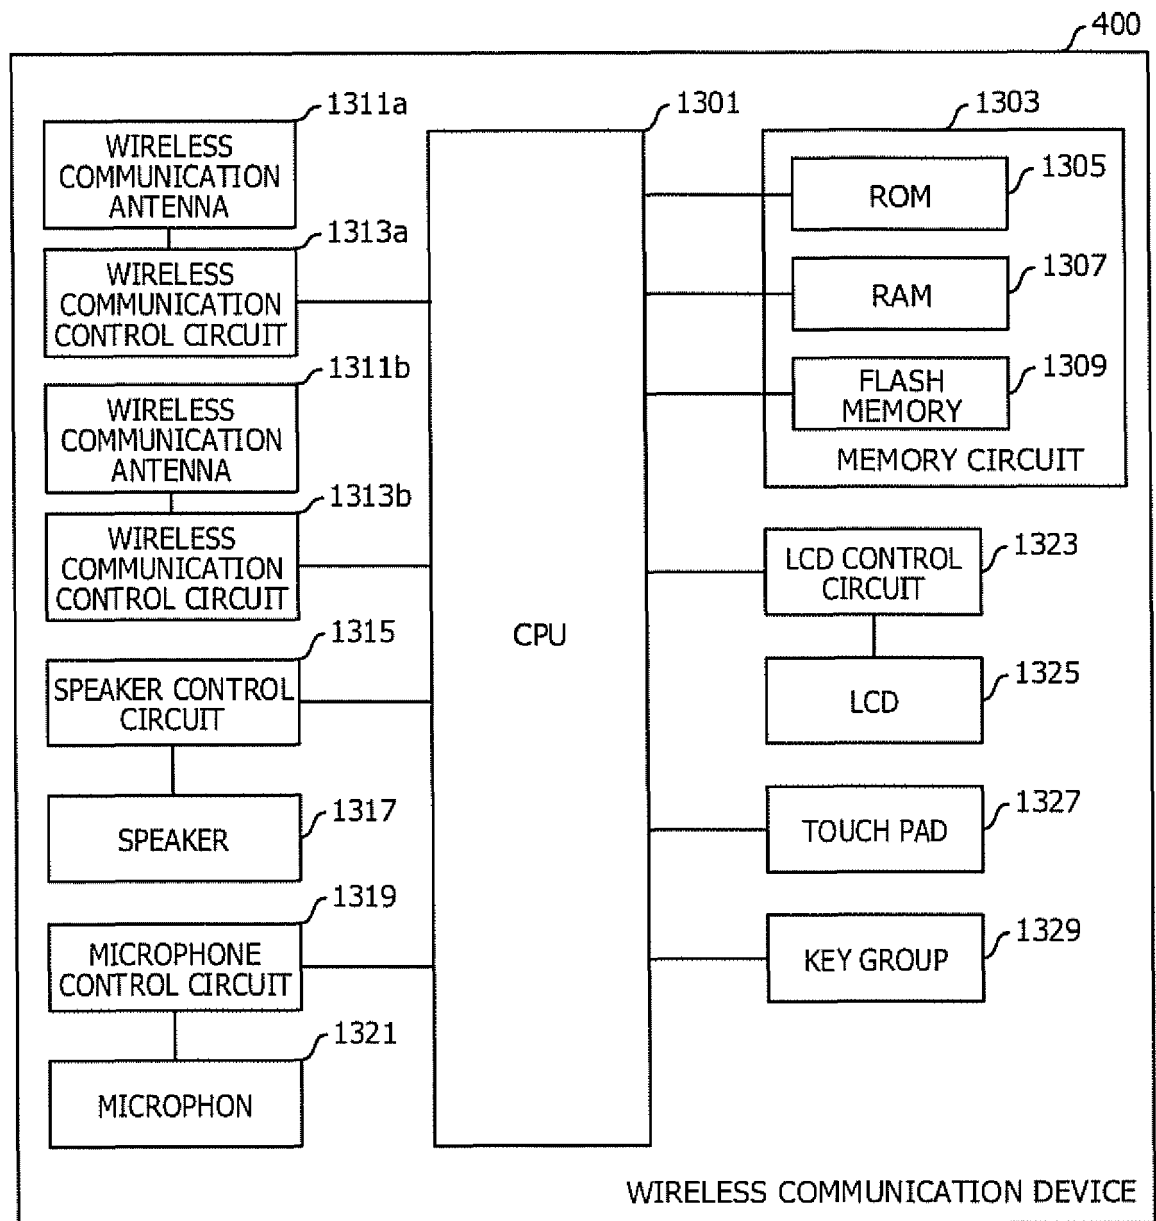 400
1311a
WIRELESS
COMMUNICATION
ANTENNA
1313a
WIRELESS
COMMUNICATION
CONTROL CIRCUIT
1311b
WIRELESS
COMMUNICATION
ANTENNA
1313b
WIRELESS
COMMUNICATION
CONTROL CIRCUIT
1315
SPEAKER CONTROL
CIRCUIT
1317
SPEAKER
1319
MICROPHONE
CONTROL CIRCUIT
1321
MICROPHON
1301
CPU
1303
1305
ROM
1307
RAM
1309
FLASH
MEMORY
MEMORY CIRCUIT
1323
LCD CONTROL
CIRCUIT
1325
LCD
1327
TOUCH PAD
1329
KEY GROUP
WIRELESS COMMUNICATION DEVICE